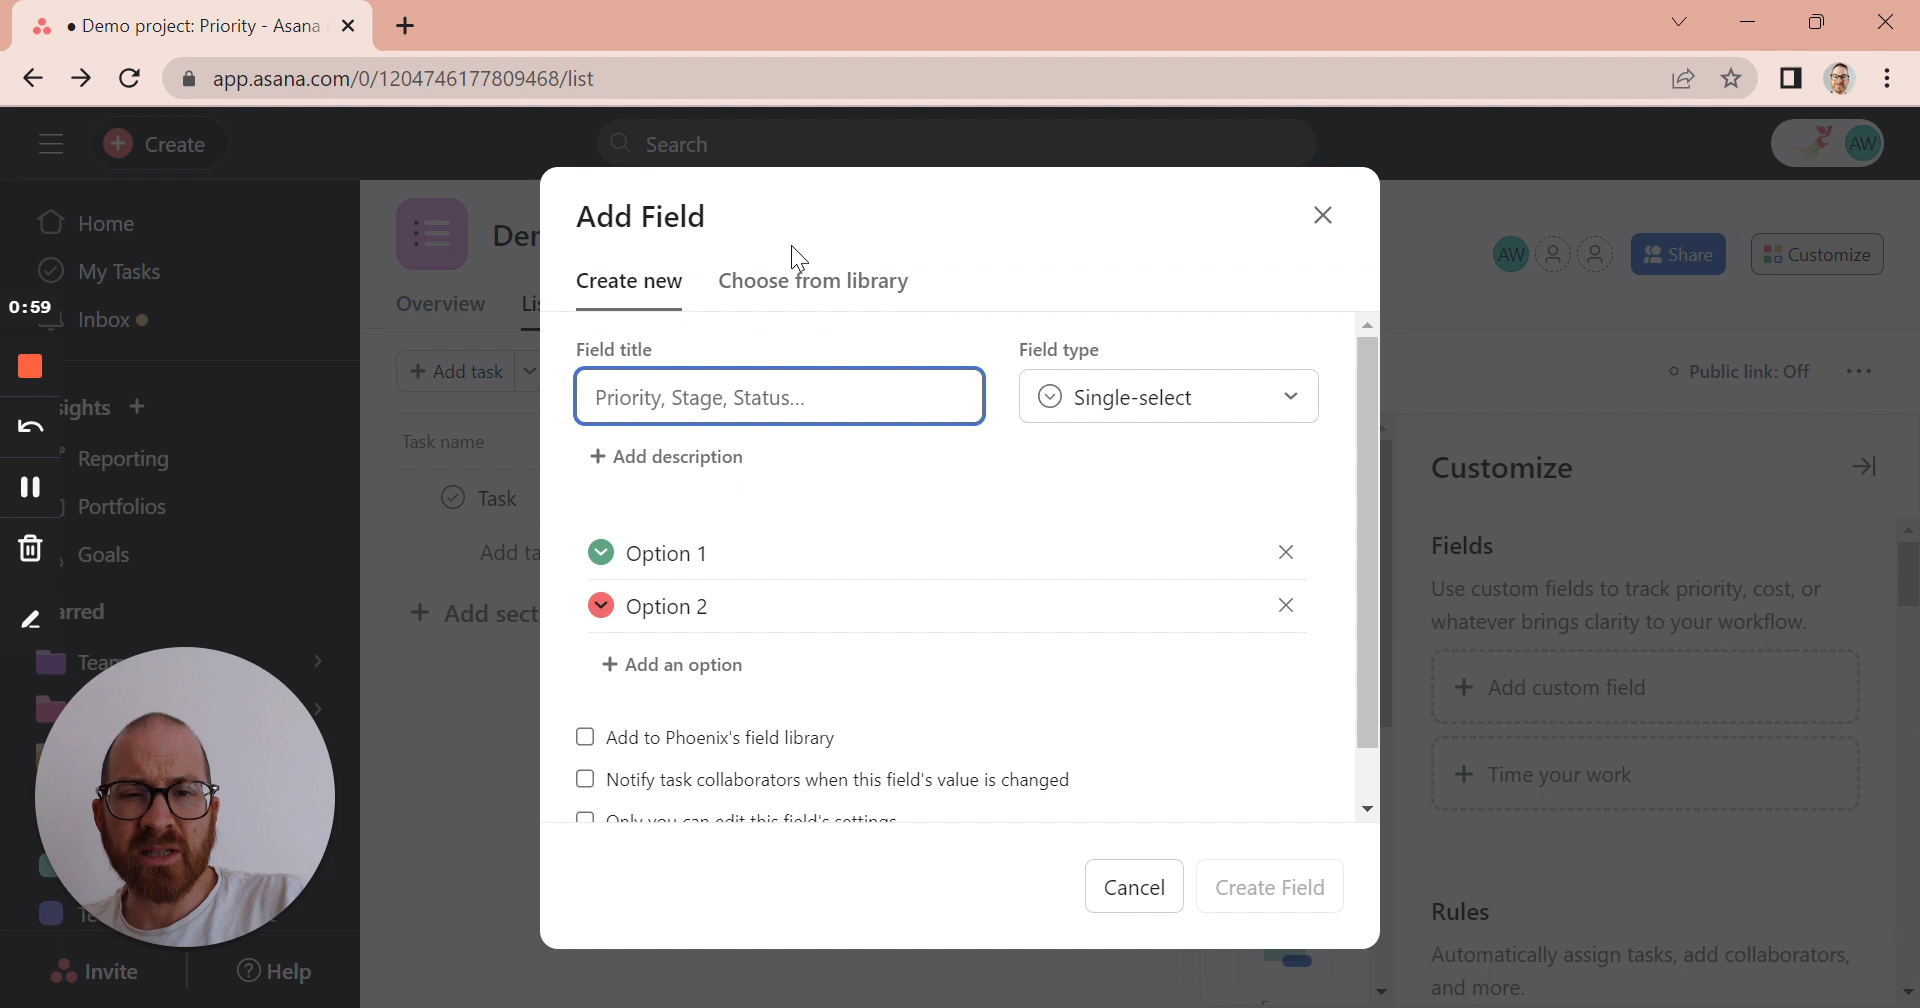 • Demo project: Priority - Asana
app.asana.com/0/1204746177809468/list
Create
Search
AW
Home
My Tasks
0:59
Inbox
sights +
Reporting
Portfolios
Goals
arred
Team
Invite
Help
Der
AW
Share
Customize
Overview
Lis
+ Add task
Public link: Off
Task name
Task
Add ta
+ Add sect
Add Field
Create new
Choose from library
Field title
Field type
Priority, Stage, Status...
Single-select
+ Add description
Option 1
Option 2
+ Add an option
Add to Phoenix's field library
Notify task collaborators when this field's value is changed
Only you can edit this field's settings
Cancel
Create Field
Customize
Fields
Use custom fields to track priority, cost, or
whatever brings clarity to your workflow.
+ Add custom field
+ Time your work
Rules
Automatically assign tasks, add collaborators,
and more.